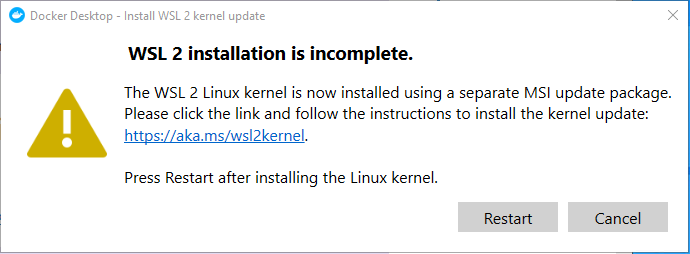 Docker Desktop - Install WSL 2 kernel update
WSL 2 installation is incomplete.
The WSL 2 Linux kernel is now installed using a separate MSI update package.
Please click the link and follow the instructions to install the kernel update:
https://aka.ms/wsl2kernel.
Press Restart after installing the Linux kernel.
Restart Cancel